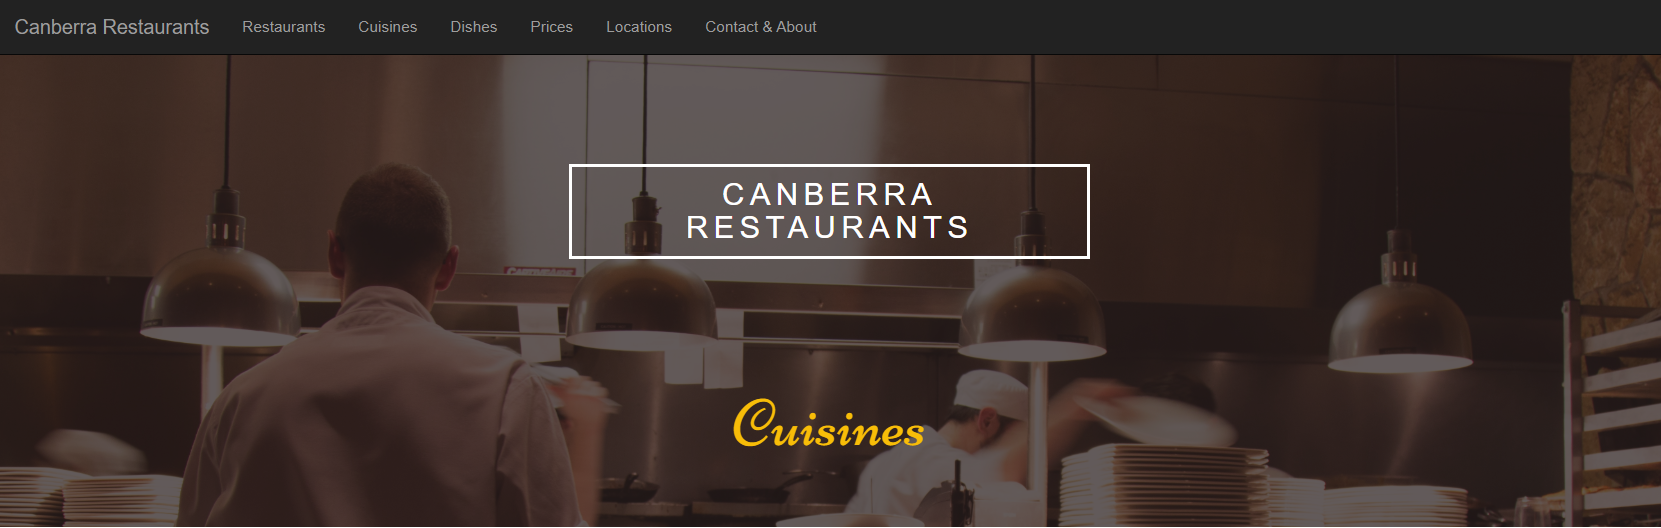 Canberra Restaurants Restaurants Cuisines Dishes Prices Locations Contact & About
CANBERRA
RESTAURANTS
Cuisines